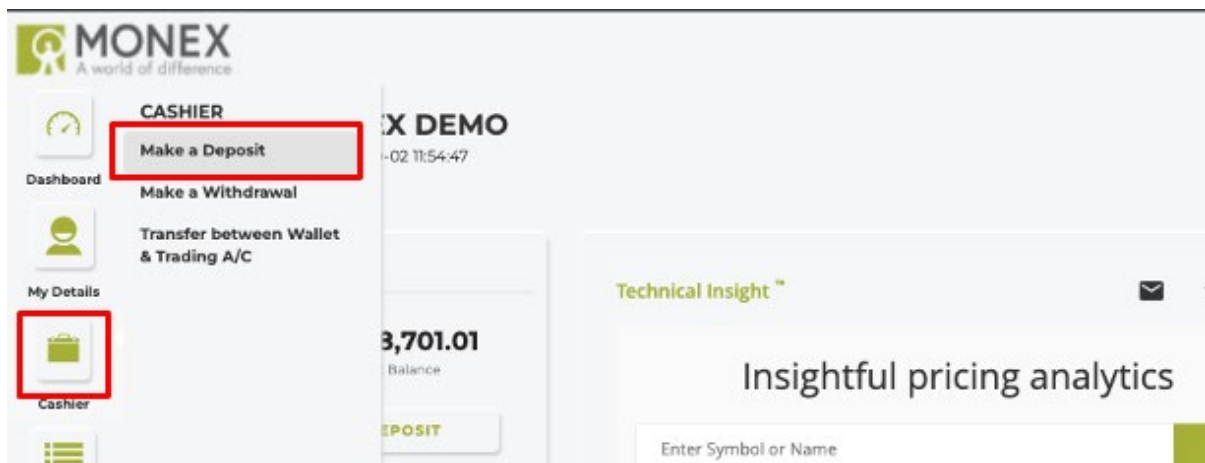 MONEX
A world of difference
CASHIER
Make a Deposit
Make a Withdrawal
Transfer between Wallet
& Trading A/C
Dashboard
My Details
Cashier
X DEMO
-02 11:54:47
3,701.01
Balance
EPOSIT
Technical Insight ™
Insightful pricing analytics
Enter Symbol or Name